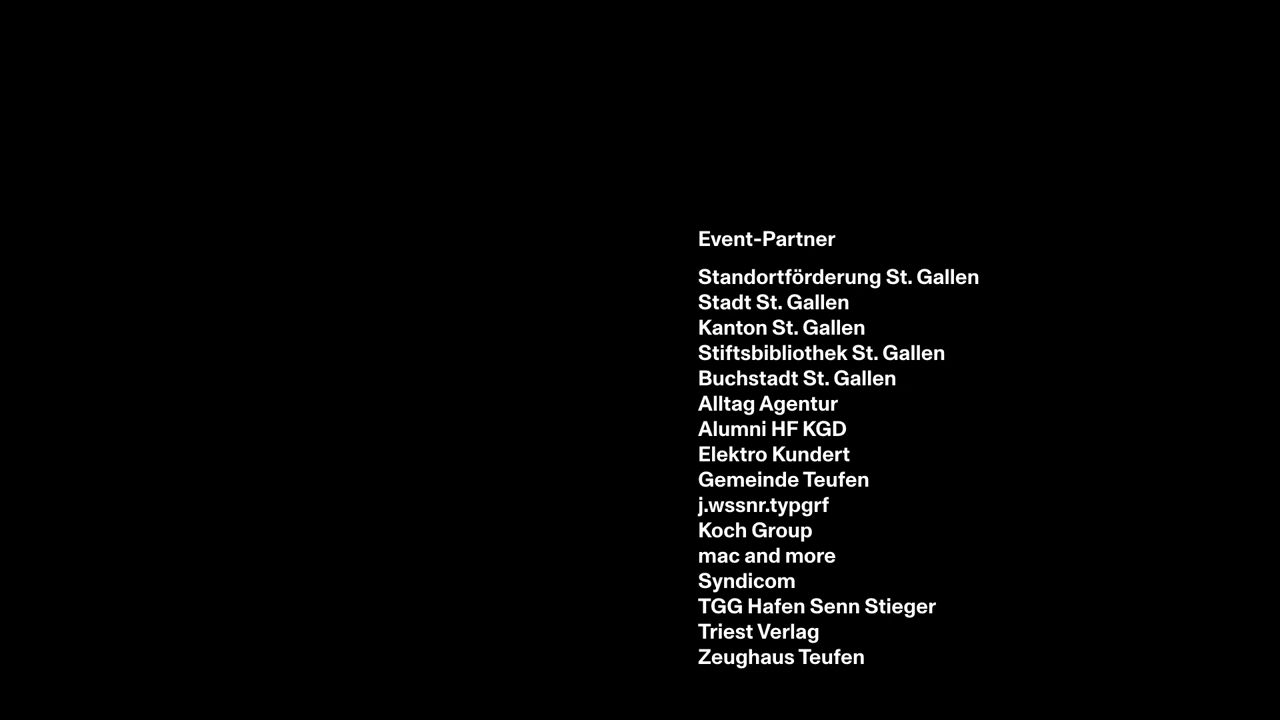 Event-Partner
Standortförderung St. Gallen
Stadt St. Gallen
Kanton St. Gallen
Stiftsbibliothek St. Gallen
Buchstadt St. Gallen
Alltag Agentur
Alumni HF KGD
Elektro Kundert
Gemeinde Teufen
j.wssnr.typgrf
Koch Group
mac and more
Syndicom
TGG Hafen Senn Stieger
Triest Verlag
Zeughaus Teufen